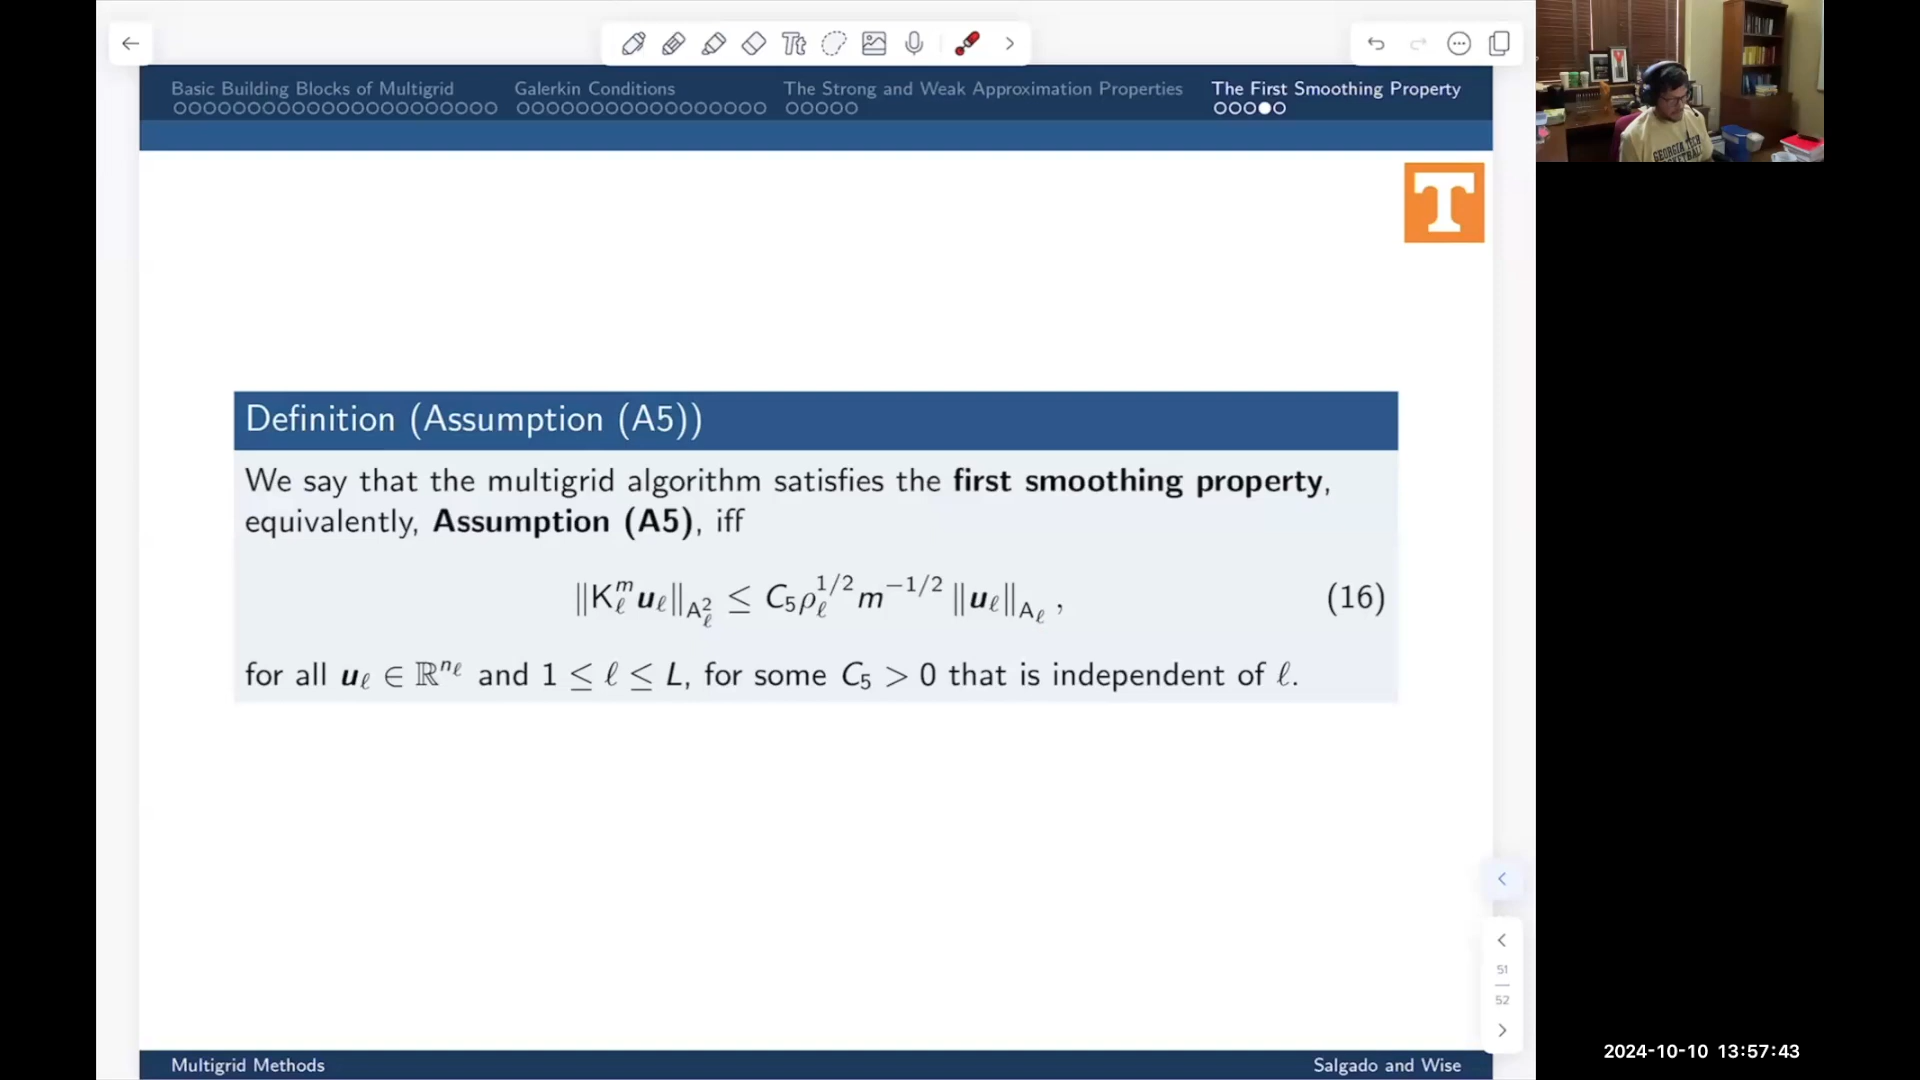 Basic Building Blocks of Multigrid
Galerkin Conditions
The Strong and Weak Approximation Properties
The First Smoothing Property
T
GEORGIA TECH
BASKETBALL
Definition (Assumption (A5))
We say that the multigrid algorithm satisfies the first smoothing property,
equivalently, Assumption (A5), iff
‖K_ℓ^m u_ℓ‖_{A_ℓ^2} ≤ C_5 ρ_ℓ^{1/2} m^{−1/2} ‖u_ℓ‖_{A_ℓ} , (16)
for all u_ℓ ∈ ℝ^{n_ℓ} and 1 ≤ ℓ ≤ L, for some C_5 > 0 that is independent of ℓ.
51
52
Multigrid Methods
Salgado and Wise
2024-10-10 13:57:43